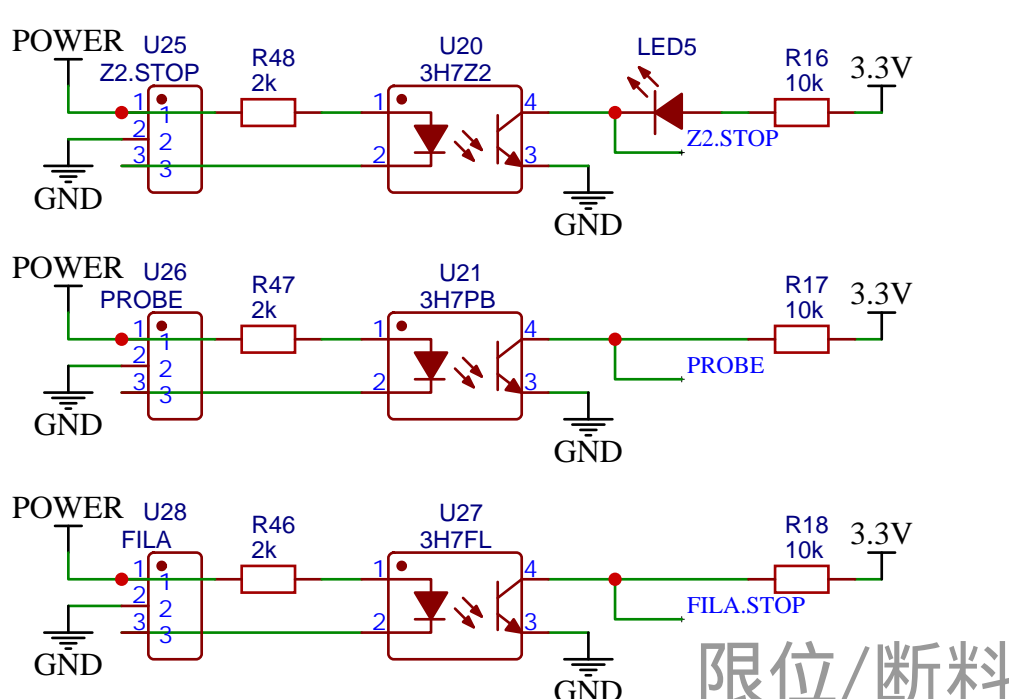 POWER
U25
Z2.STOP
1
1
2
2
3
3
GND
R48
2k
U20
3H7Z2
1
2
4
3
GND
LED5
Z2.STOP
R16
10k
3.3V
POWER
U26
PROBE
1
1
2
2
3
3
GND
R47
2k
U21
3H7PB
1
2
4
3
GND
PROBE
R17
10k
3.3V
POWER
U28
FILA
1
1
2
2
3
3
GND
R46
2k
U27
3H7FL
1
2
4
3
GND
FILA.STOP
R18
10k
3.3V
限位/断料